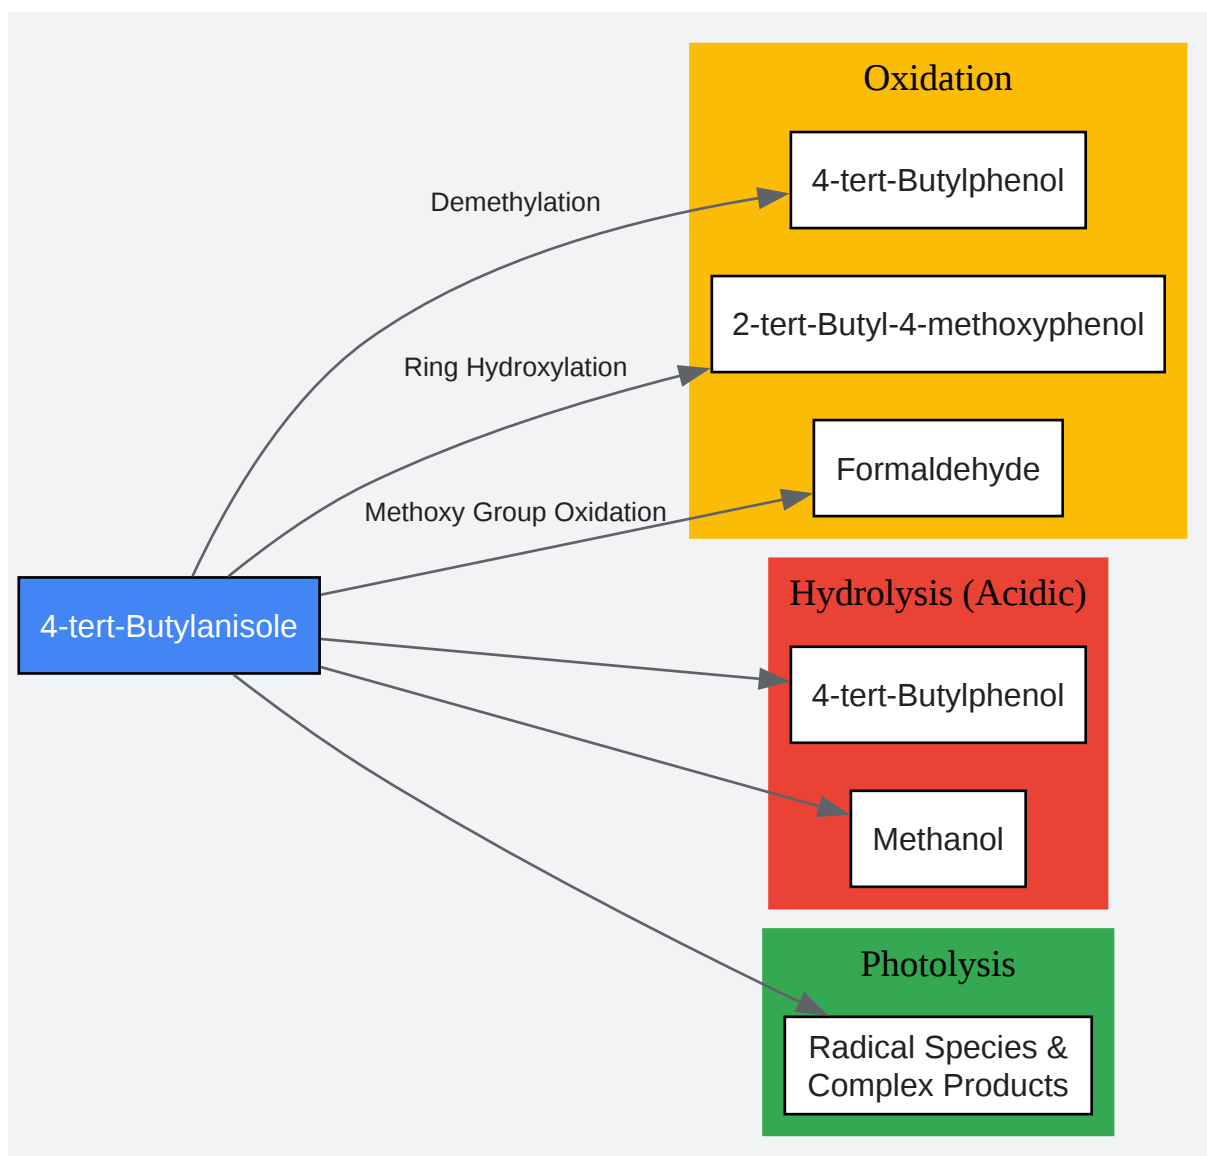 Oxidation
4-tert-Butylphenol
Demethylation
2-tert-Butyl-4-methoxyphenol
Ring Hydroxylation
Formaldehyde
Methoxy Group Oxidation
4-tert-Butylanisole
Hydrolysis (Acidic)
4-tert-Butylphenol
Methanol
Photolysis
Radical Species &
Complex Products